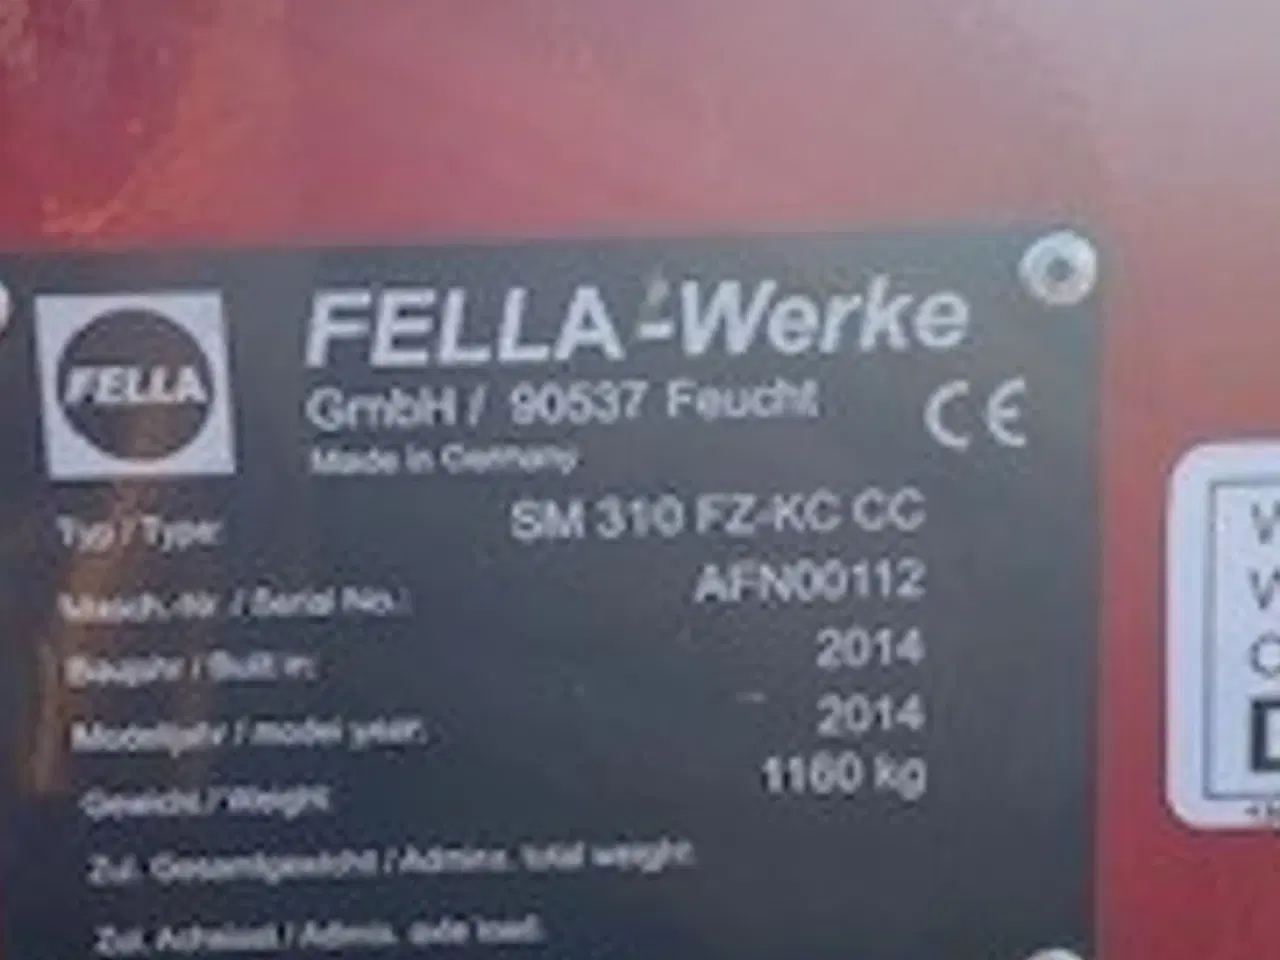 FELLA
FELLA-Werke
GmbH / 90537 Feucht
Made in Germany
CE
Typ / Type: SM 310 FZ-KC CC
Masch.-Nr. / Serial No.: AFN00112
Baujahr / Built in: 2014
Modelljahr / model year: 2014
Gewicht / Weight: 1160 kg
Zul. Gesamtgewicht / Admiss. total weight:
Zul. Achslast / Admiss. axle load: